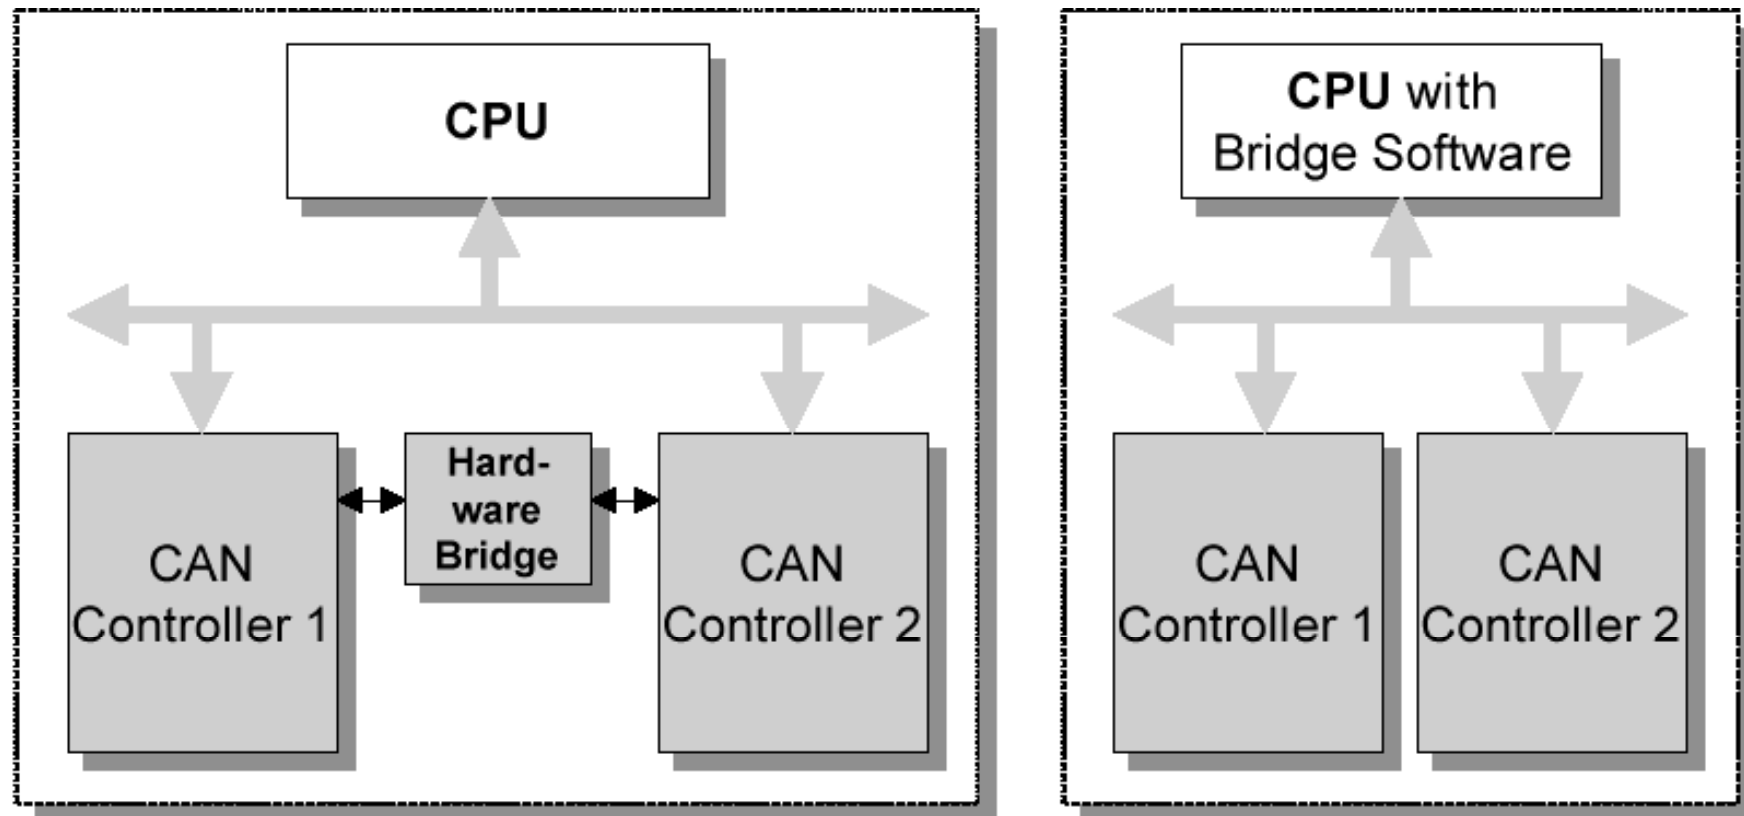 CPU
CAN
Controller 1
Hard-
ware
Bridge
CAN
Controller 2
CPU with
Bridge Software
CAN
Controller 1
CAN
Controller 2